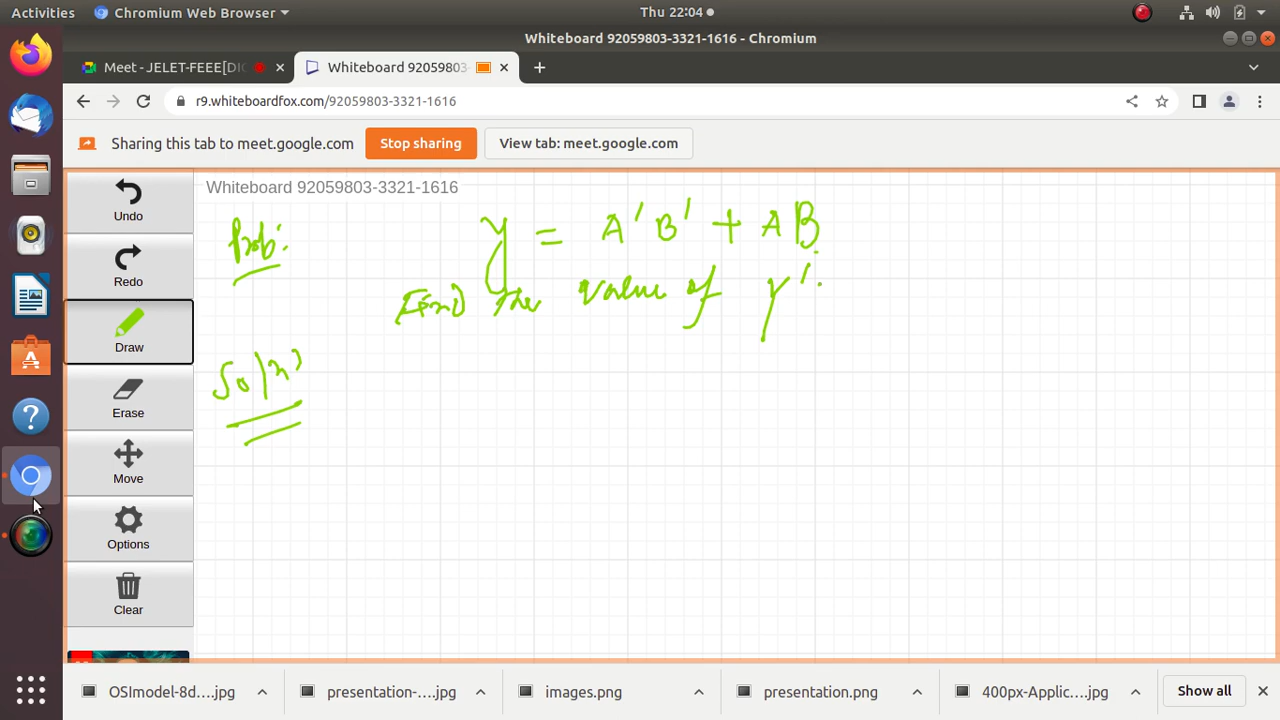 Activities
Chromium Web Browser
Thu 22:04
Whiteboard 92059803-3321-1616 - Chromium
Meet - JELET-FEEE[DIC
Whiteboard 92059803-
r9.whiteboardfox.com/92059803-3321-1616
Sharing this tab to meet.google.com
Stop sharing
View tab: meet.google.com
Whiteboard 92059803-3321-1616
Undo
Redo
Draw
Erase
Move
Options
Clear
Prob:
y = A'B' + AB.
Find the value of y'.
Sol(n)
OSImodel-8d....jpg
presentation-....jpg
images.png
presentation.png
400px-Applic....jpg
Show all